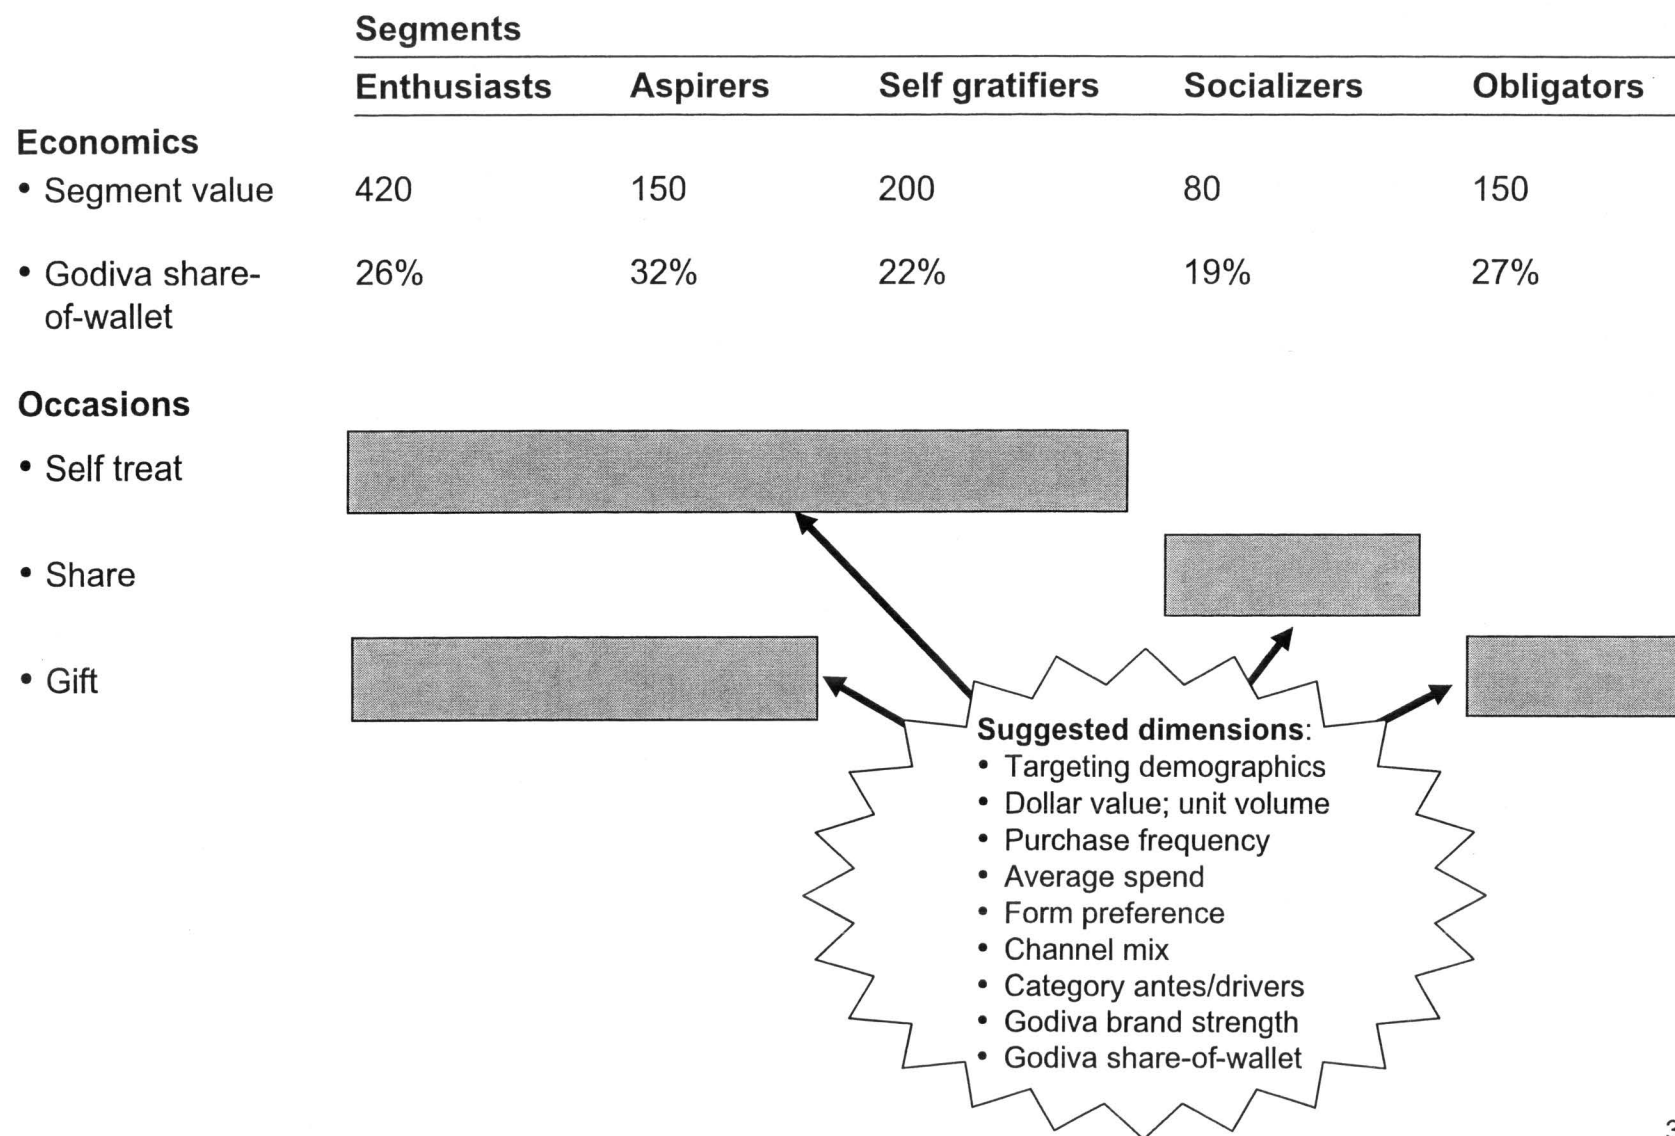 Segments
Enthusiasts Aspirers Self gratifiers Socializers Obligators
Economics
• Segment value 420 150 200 80 150
• Godiva share- 26% 32% 22% 19% 27%
of-wallet
Occasions
• Self treat
• Share
• Gift
Suggested dimensions:
• Targeting demographics
• Dollar value; unit volume
• Purchase frequency
• Average spend
• Form preference
• Channel mix
• Category antes/drivers
• Godiva brand strength
• Godiva share-of-wallet